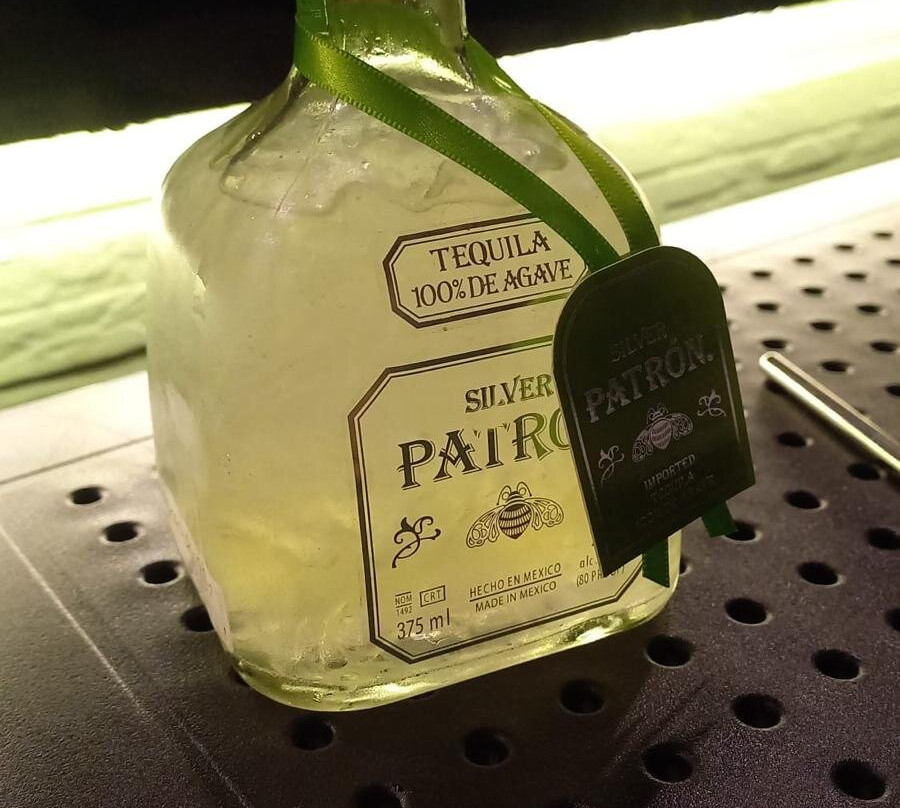 TEQUILA
100% DE AGAVE
SILVER
PATRÓ
NOM
1492
CRT
375 ml
HECHO EN MEXICO
MADE IN MEXICO
alc.
(80 PR
SILVER
PATRÓN.
IMPORTED
TEQUILA